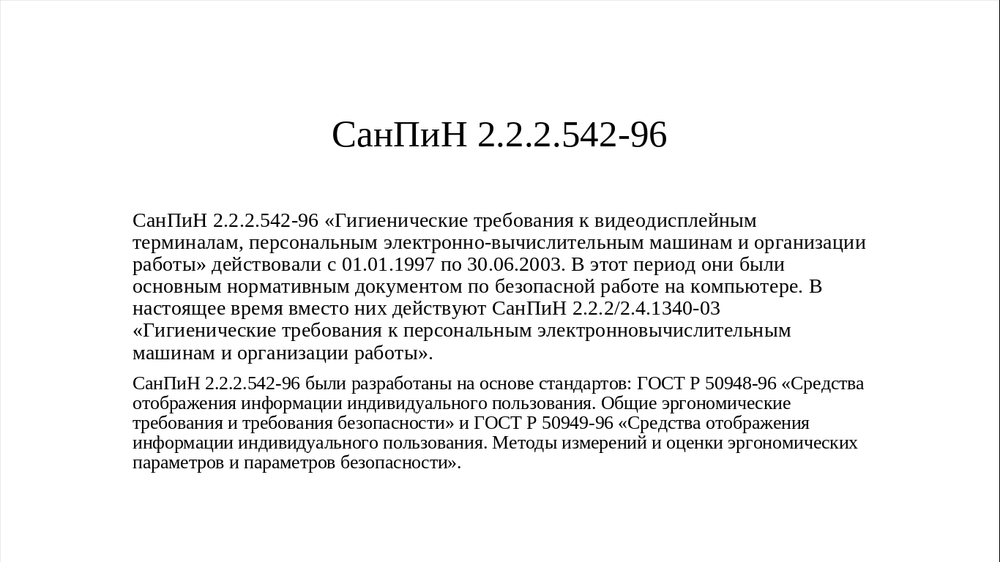 СанПиН 2.2.2.542-96
СанПиН 2.2.2.542-96 «Гигиенические требования к видеодисплейным
терминалам, персональным электронно-вычислительным машинам и организации
работы» действовали с 01.01.1997 по 30.06.2003. В этот период они были
основным нормативным документом по безопасной работе на компьютере. В
настоящее время вместо них действуют СанПиН 2.2.2/2.4.1340-03
«Гигиенические требования к персональным электронновычислительным
машинам и организации работы».
СанПиН 2.2.2.542-96 были разработаны на основе стандартов: ГОСТ Р 50948-96 «Средства
отображения информации индивидуального пользования. Общие эргономические
требования и требования безопасности» и ГОСТ Р 50949-96 «Средства отображения
информации индивидуального пользования. Методы измерений и оценки эргономических
параметров и параметров безопасности».